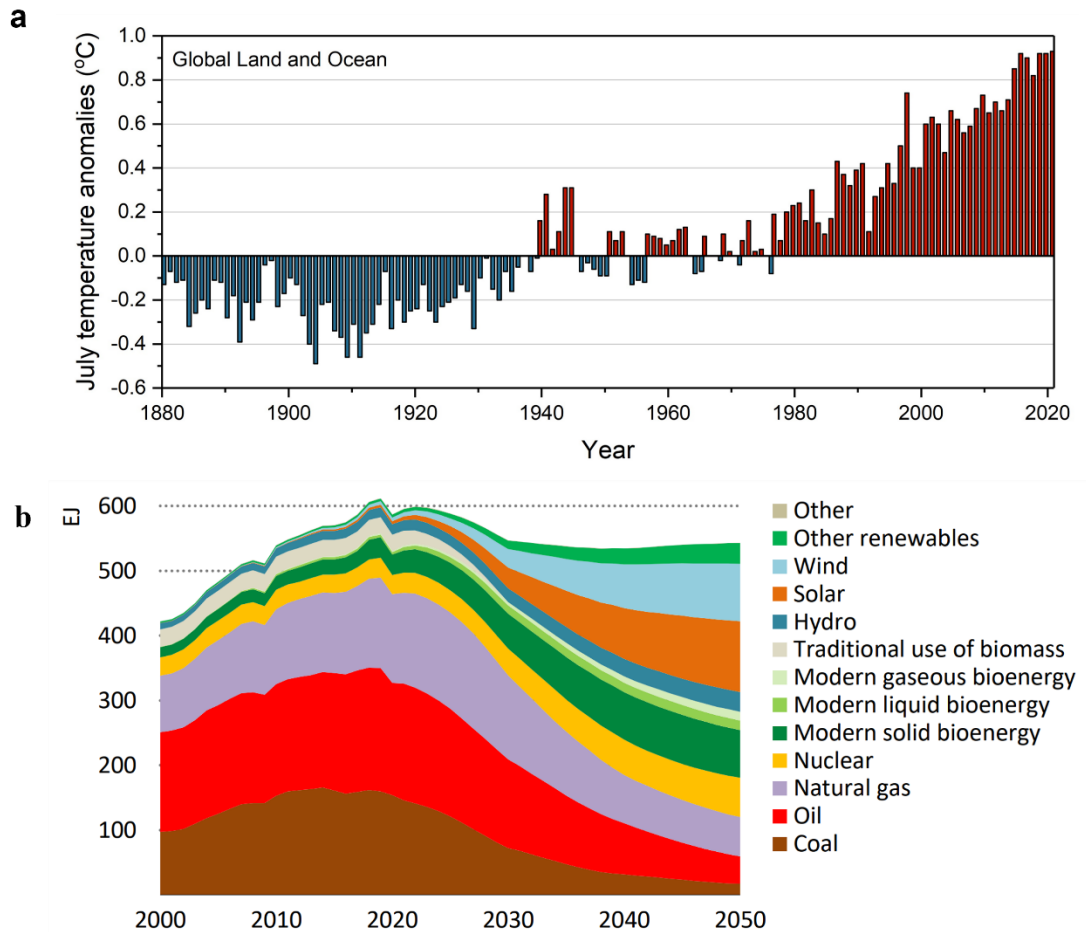 a
July temperature anomalies (°C)
1.0
Global Land and Ocean
0.8
0.6
0.4
0.2
0.0
-0.2
-0.4
-0.6
1880 1900 1920 1940 1960 1980 2000 2020
Year
b
EJ
600
500
400
300
200
100
2000 2010 2020 2030 2040 2050
Other
Other renewables
Wind
Solar
Hydro
Traditional use of biomass
Modern gaseous bioenergy
Modern liquid bioenergy
Modern solid bioenergy
Nuclear
Natural gas
Oil
Coal